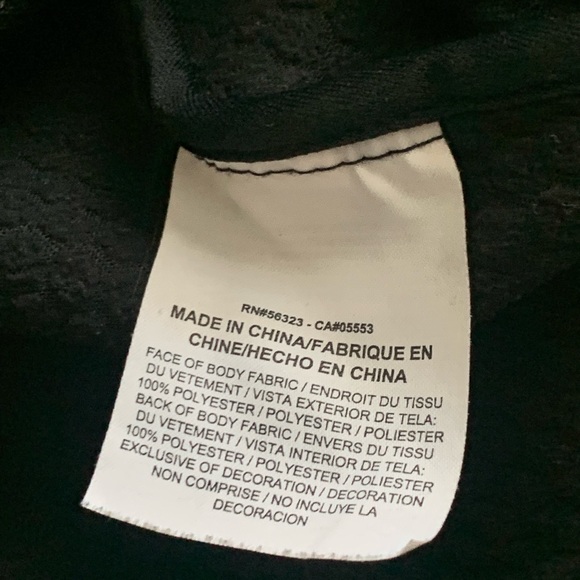 RN#56323 - CA#05553
MADE IN CHINA/FABRIQUE EN
CHINE/HECHO EN CHINA
FACE OF BODY FABRIC / ENDROIT DU TISSU
DU VETEMENT / VISTA EXTERIOR DE TELA:
100% POLYESTER / POLYESTER / POLIESTER
BACK OF BODY FABRIC / ENVERS DU TISSU
DU VETEMENT / VISTA INTERIOR DE TELA:
100% POLYESTER / POLYESTER / POLIESTER
EXCLUSIVE OF DECORATION / DECORATION
NON COMPRISE / NO INCLUYE LA
DECORACION